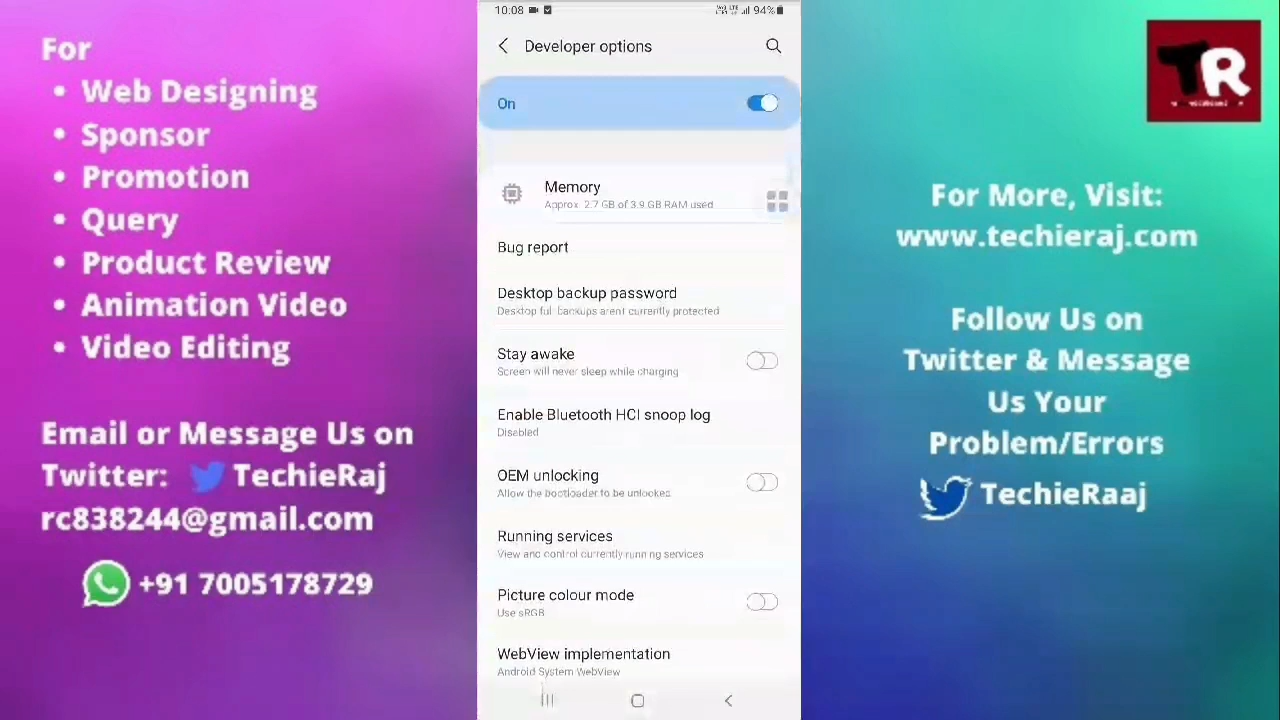 For
• Web Designing
• Sponsor
• Promotion
• Query
• Product Review
• Animation Video
• Video Editing
Email or Message Us on
Twitter: TechieRaj
rc838244@gmail.com
+91 7005178729
10:08
94%
Developer options
On
Memory
Approx. 2.7 GB of 3.9 GB RAM used
Bug report
Desktop backup password
Desktop full backups aren't currently protected
Stay awake
Screen will never sleep while charging
Enable Bluetooth HCI snoop log
Disabled
OEM unlocking
Allow the bootloader to be unlocked
Running services
View and control currently running services
Picture colour mode
Use sRGB
WebView implementation
Android System WebView
TR
For More, Visit:
www.techieraj.com
Follow Us on
Twitter & Message
Us Your
Problem/Errors
TechieRaaj